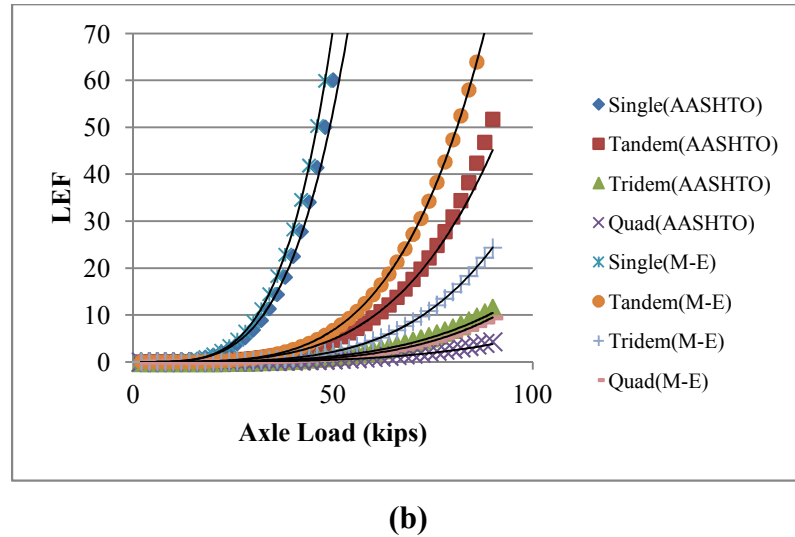 70
60
50
40
30
20
10
0
LEF
0 50 100
Axle Load (kips)
Single(AASHTO)
Tandem(AASHTO)
Tridem(AASHTO)
Quad(AASHTO)
Single(M-E)
Tandem(M-E)
Tridem(M-E)
Quad(M-E)
(b)